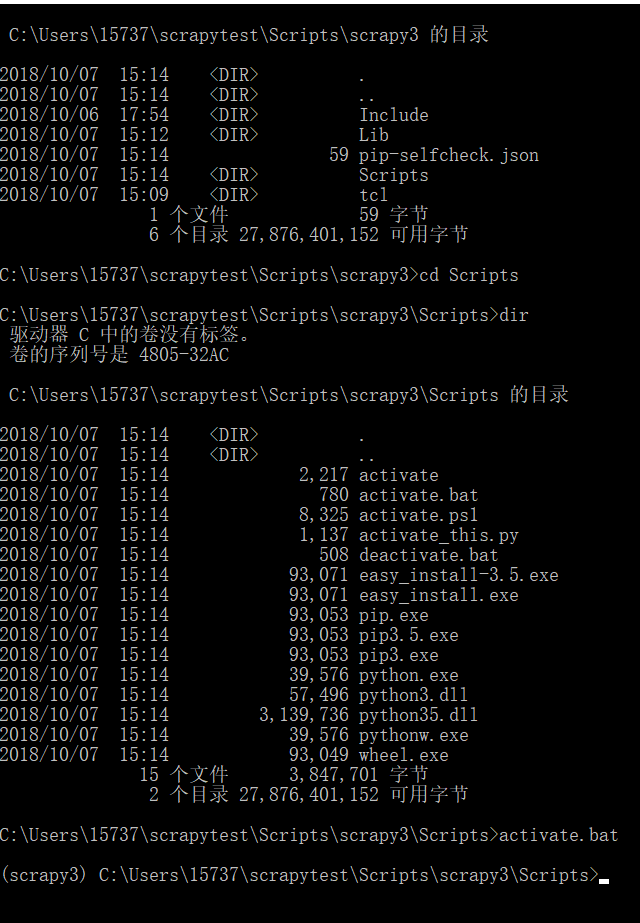 C:\Users\15737\scrapytest\Scripts\scrapy3 的目录
2018/10/07  15:14    <DIR>          .
2018/10/07  15:14    <DIR>          ..
2018/10/06  17:54    <DIR>          Include
2018/10/07  15:12    <DIR>          Lib
2018/10/07  15:14                59 pip-selfcheck.json
2018/10/07  15:14    <DIR>          Scripts
2018/10/07  15:09    <DIR>          tcl
               1 个文件             59 字节
               6 个目录 27,876,401,152 可用字节
C:\Users\15737\scrapytest\Scripts\scrapy3>cd Scripts
C:\Users\15737\scrapytest\Scripts\scrapy3\Scripts>dir
 驱动器 C 中的卷没有标签。
 卷的序列号是 4805-32AC
 C:\Users\15737\scrapytest\Scripts\scrapy3\Scripts 的目录
2018/10/07  15:14    <DIR>          .
2018/10/07  15:14    <DIR>          ..
2018/10/07  15:14             2,217 activate
2018/10/07  15:14               780 activate.bat
2018/10/07  15:14             8,325 activate.ps1
2018/10/07  15:14             1,137 activate_this.py
2018/10/07  15:14               508 deactivate.bat
2018/10/07  15:14            93,071 easy_install-3.5.exe
2018/10/07  15:14            93,071 easy_install.exe
2018/10/07  15:14            93,053 pip.exe
2018/10/07  15:14            93,053 pip3.5.exe
2018/10/07  15:14            93,053 pip3.exe
2018/10/07  15:14            39,576 python.exe
2018/10/07  15:14            57,496 python3.dll
2018/10/07  15:14         3,139,736 python35.dll
2018/10/07  15:14            39,576 pythonw.exe
2018/10/07  15:14            93,049 wheel.exe
              15 个文件      3,847,701 字节
               2 个目录 27,876,401,152 可用字节
C:\Users\15737\scrapytest\Scripts\scrapy3\Scripts>activate.bat
(scrapy3) C:\Users\15737\scrapytest\Scripts\scrapy3\Scripts>